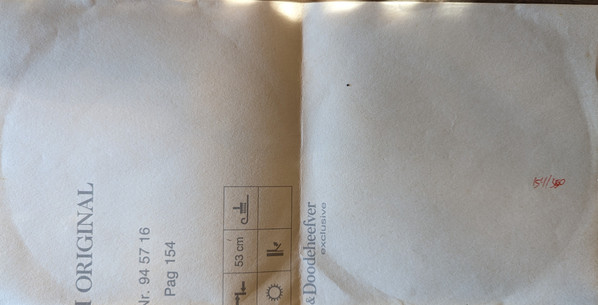 ORIGINAL
Nr. 94 57 16
Pag 154
53 cm
& Doodeheefver
exclusive